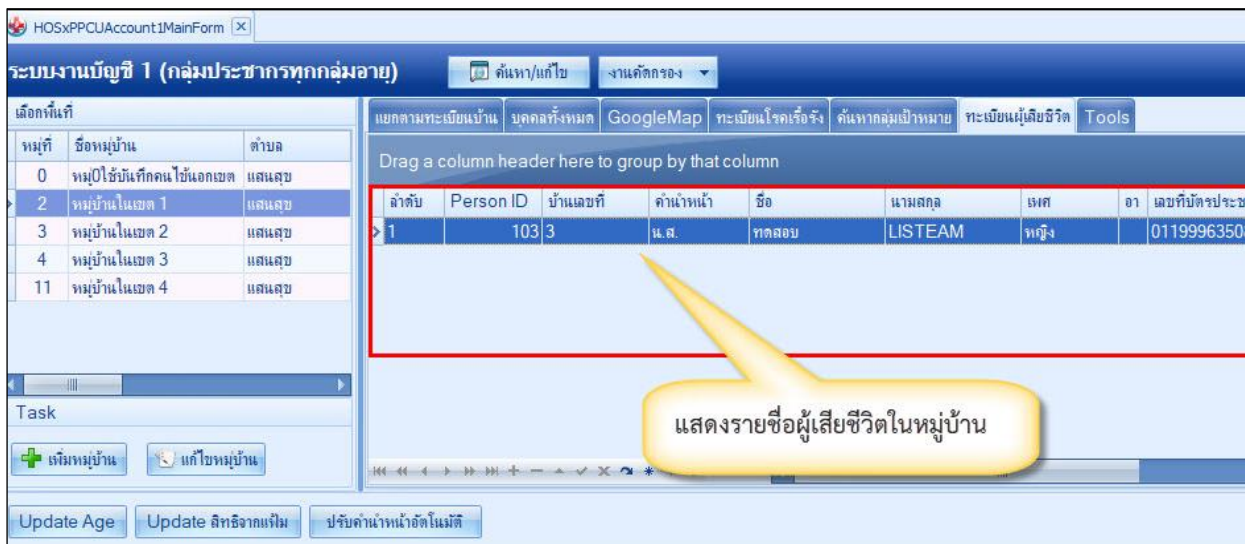 HOSxPPCUAccount1MainForm
ระบบงานบัญชี 1 (กลุ่มประชากรทุกกลุ่มอายุ) ค้นหา/แก้ไข งานคัดกรอง
เลือกพื้นที่
แยกตามทะเบียนบ้าน บุคคลทั้งหมด GoogleMap ทะเบียนโรคเรื้อรัง ค้นหากลุ่มเป้าหมาย ทะเบียนผู้เสียชีวิต Tools
หมู่ที่ ชื่อหมู่บ้าน ตำบล
0 หมู่0ใช้บันทึกคนไข้นอกเขต แสนสุข
2 หมู่บ้านในเขต 1 แสนสุข
3 หมู่บ้านในเขต 2 แสนสุข
4 หมู่บ้านในเขต 3 แสนสุข
11 หมู่บ้านในเขต 4 แสนสุข
Drag a column header here to group by that column
ลำดับ Person ID บ้านเลขที่ คำนำหน้า ชื่อ นามสกุล เพศ อา เลขที่บัตรประช
1 103 3 น.ส. ทดสอบ LISTEAM หญิง 0119996350
แสดงรายชื่อผู้เสียชีวิตในหมู่บ้าน
Task
เพิ่มหมู่บ้าน แก้ไขหมู่บ้าน
Update Age Update สิทธิจากแฟ้ม ปรับคำนำหน้าอัตโนมัติ